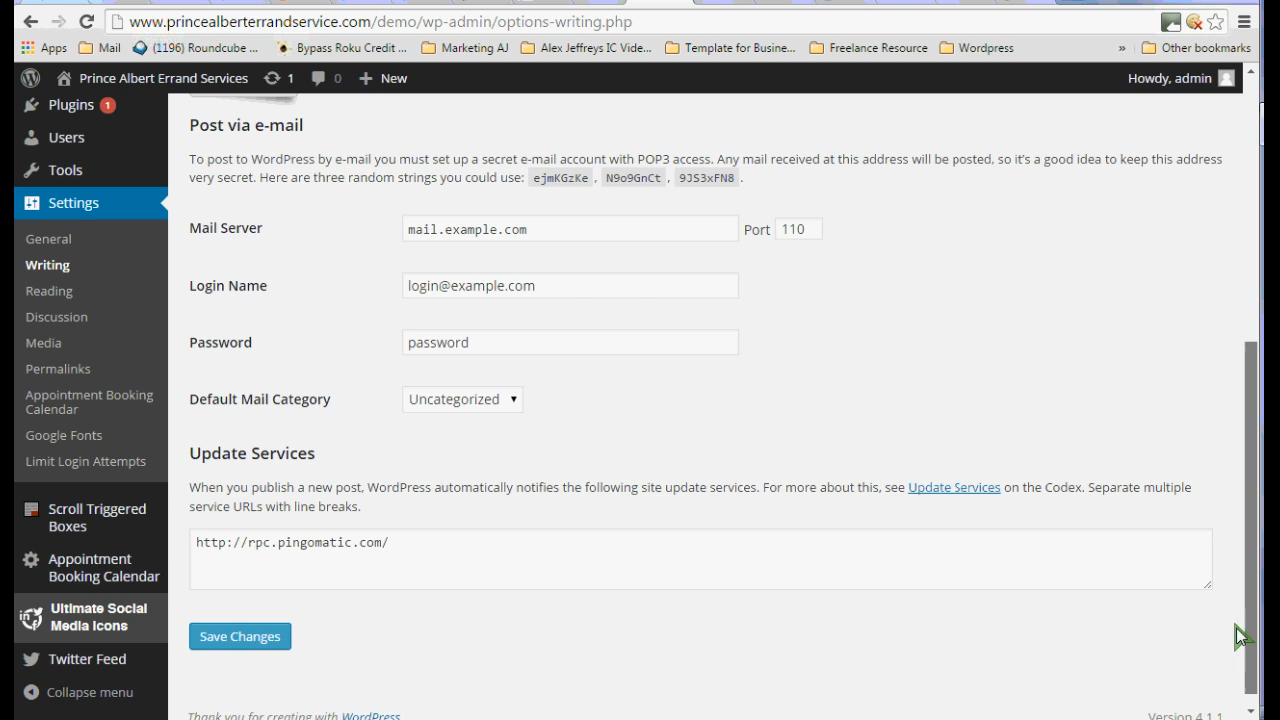 www.princealberterrandservice.com/demo/wp-admin/options-writing.php
Apps Mail (1196) Roundcube ... Bypass Roku Credit ... Marketing AJ Alex Jeffreys IC Vide... Template for Busine... Freelance Resource Wordpress » Other bookmarks
Prince Albert Errand Services 1 0 + New Howdy, admin
Plugins 1
Users
Tools
Settings
General
Writing
Reading
Discussion
Media
Permalinks
Appointment Booking
Calendar
Google Fonts
Limit Login Attempts
Scroll Triggered
Boxes
Appointment
Booking Calendar
Ultimate Social
Media Icons
Twitter Feed
Collapse menu
Post via e-mail
To post to WordPress by e-mail you must set up a secret e-mail account with POP3 access. Any mail received at this address will be posted, so it's a good idea to keep this address
very secret. Here are three random strings you could use: ejmKGzKe , N9o9GnCt , 9JS3xFN8 .
Mail Server mail.example.com Port 110
Login Name login@example.com
Password password
Default Mail Category Uncategorized
Update Services
When you publish a new post, WordPress automatically notifies the following site update services. For more about this, see Update Services on the Codex. Separate multiple
service URLs with line breaks.
http://rpc.pingomatic.com/
Save Changes
Thank you for creating with WordPress. Version 4.1.1